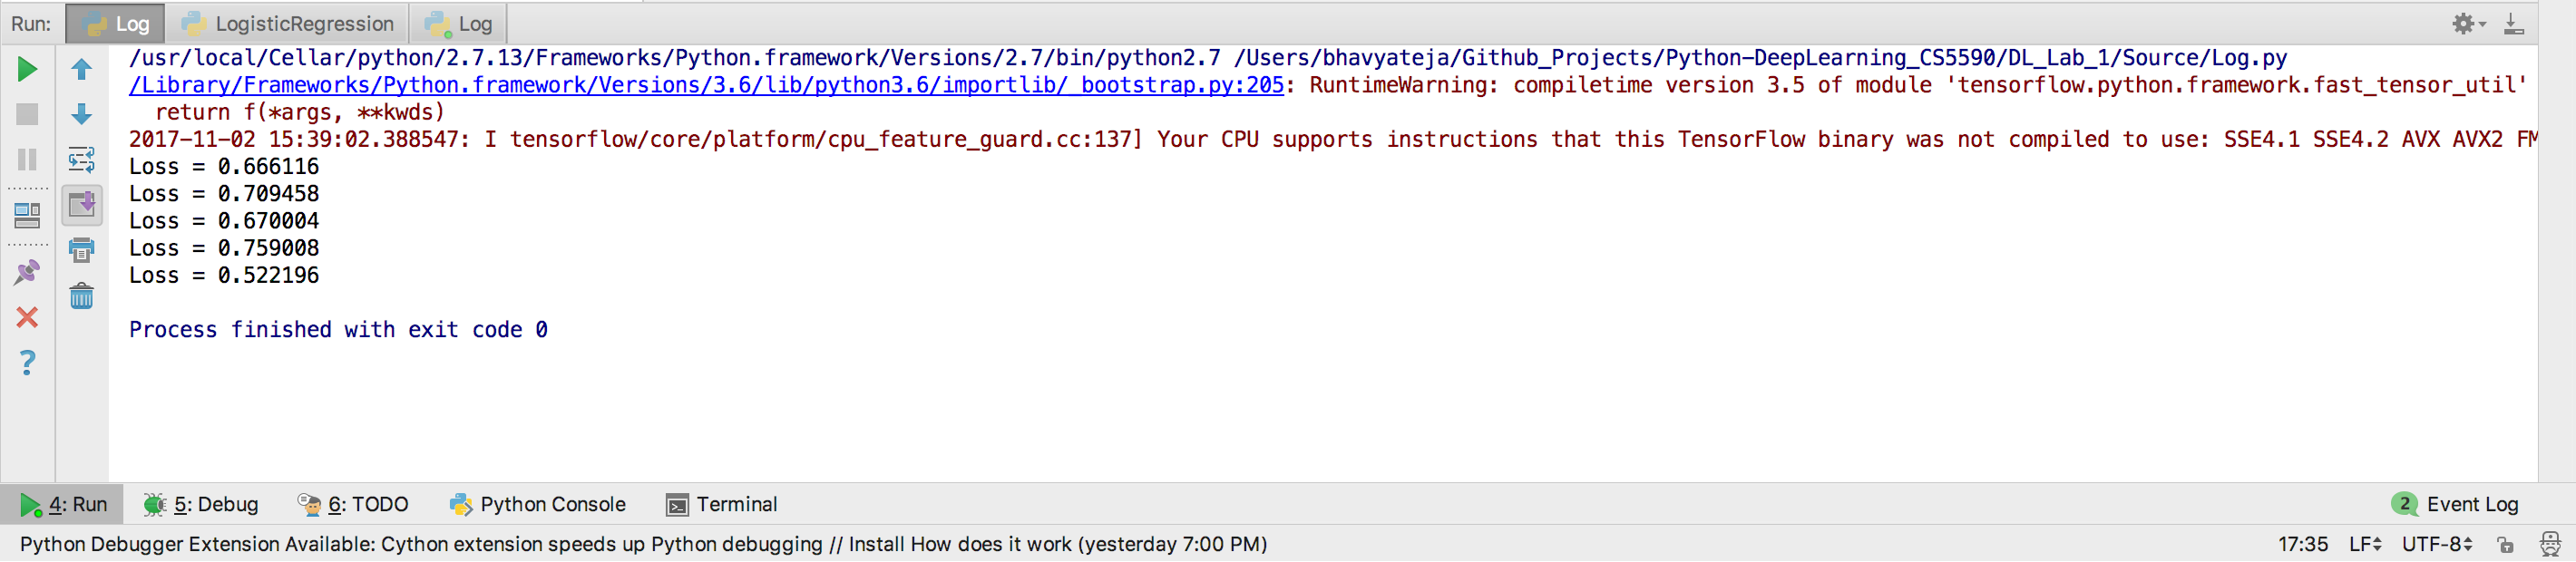 Run: Log LogisticRegression Log
/usr/local/Cellar/python/2.7.13/Frameworks/Python.framework/Versions/2.7/bin/python2.7 /Users/bhavyateja/Github_Projects/Python-DeepLearning_CS5590/DL_Lab_1/Source/Log.py
/Library/Frameworks/Python.framework/Versions/3.6/lib/python3.6/importlib/_bootstrap.py:205: RuntimeWarning: compiletime version 3.5 of module 'tensorflow.python.framework.fast_tensor_util'
return f(*args, **kwds)
2017-11-02 15:39:02.388547: I tensorflow/core/platform/cpu_feature_guard.cc:137] Your CPU supports instructions that this TensorFlow binary was not compiled to use: SSE4.1 SSE4.2 AVX AVX2 FM
Loss = 0.666116
Loss = 0.709458
Loss = 0.670004
Loss = 0.759008
Loss = 0.522196
Process finished with exit code 0
?
4: Run 5: Debug 6: TODO Python Console Terminal 2 Event Log
Python Debugger Extension Available: Cython extension speeds up Python debugging // Install How does it work (yesterday 7:00 PM) 17:35 LF UTF-8